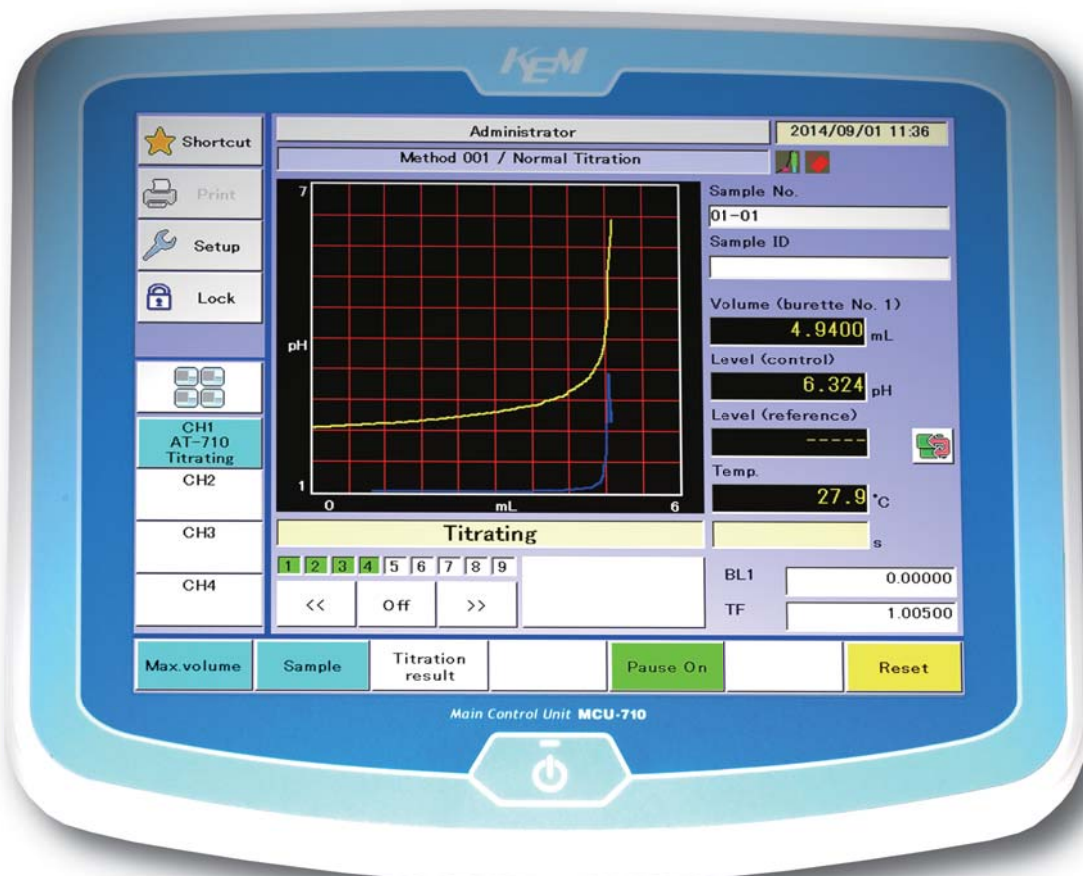 KEM
Shortcut
Administrator
2014/09/01 11:36
Method 001 / Normal Titration
Print
Setup
Lock
7
pH
1
0
mL
6
Sample No.
01-01
Sample ID
Volume (burette No. 1)
4.9400 mL
Level (control)
6.324 pH
Level (reference)
-----
Temp.
27.9 °C
s
CH1
AT-710
Titrating
CH2
CH3
CH4
Titrating
1 2 3 4 5 6 7 8 9
<< Off >>
BL1 0.00000
TF 1.00500
Max.volume
Sample
Titration
result
Pause On
Reset
Main Control Unit MCU-710